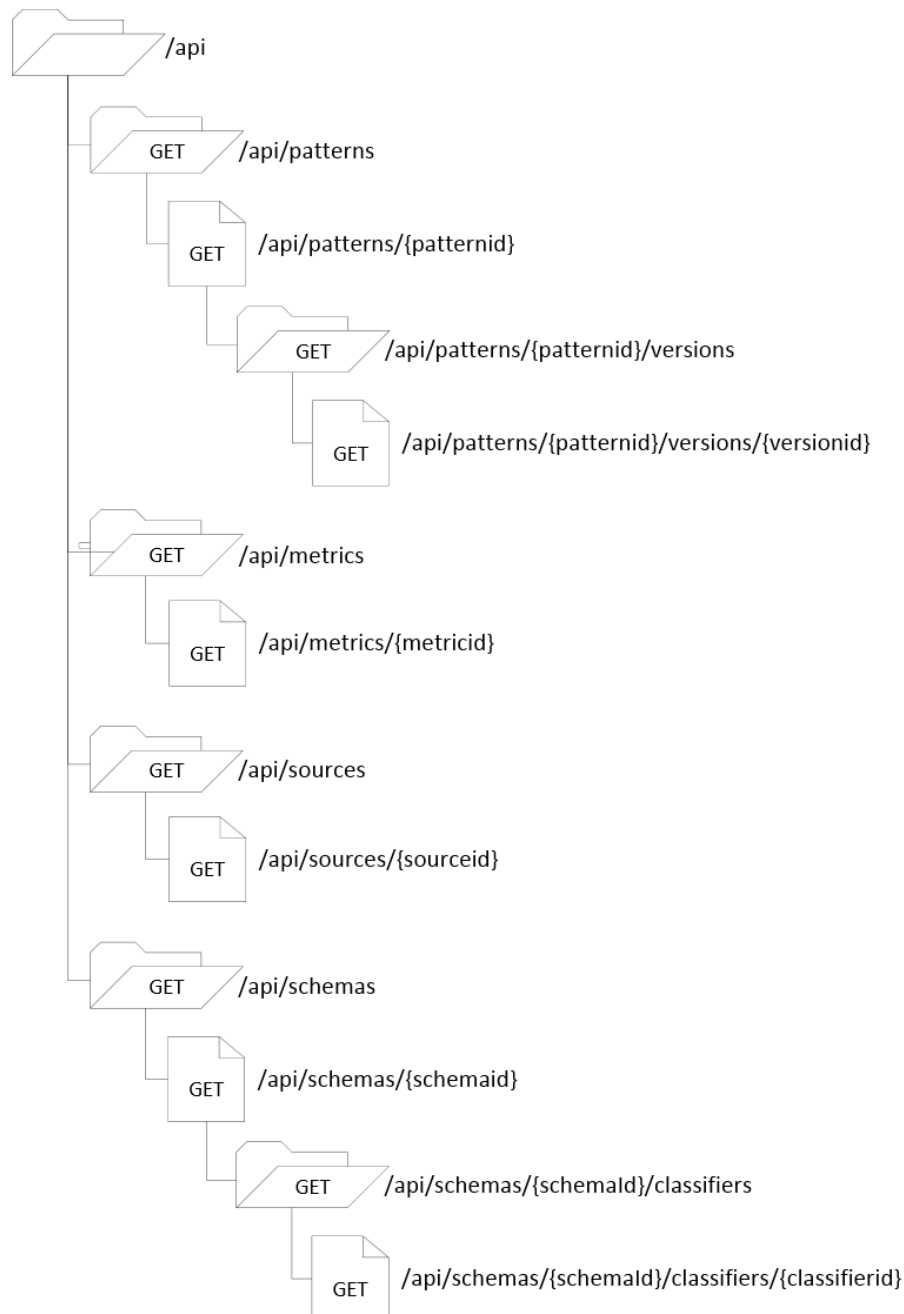 /api
GET /api/patterns
GET /api/patterns/{patternid}
GET /api/patterns/{patternid}/versions
GET /api/patterns/{patternid}/versions/{versionid}
GET /api/metrics
GET /api/metrics/{metricid}
GET /api/sources
GET /api/sources/{sourceid}
GET /api/schemas
GET /api/schemas/{schemaid}
GET /api/schemas/{schemaId}/classifiers
GET /api/schemas/{schemaId}/classifiers/{classifierid}